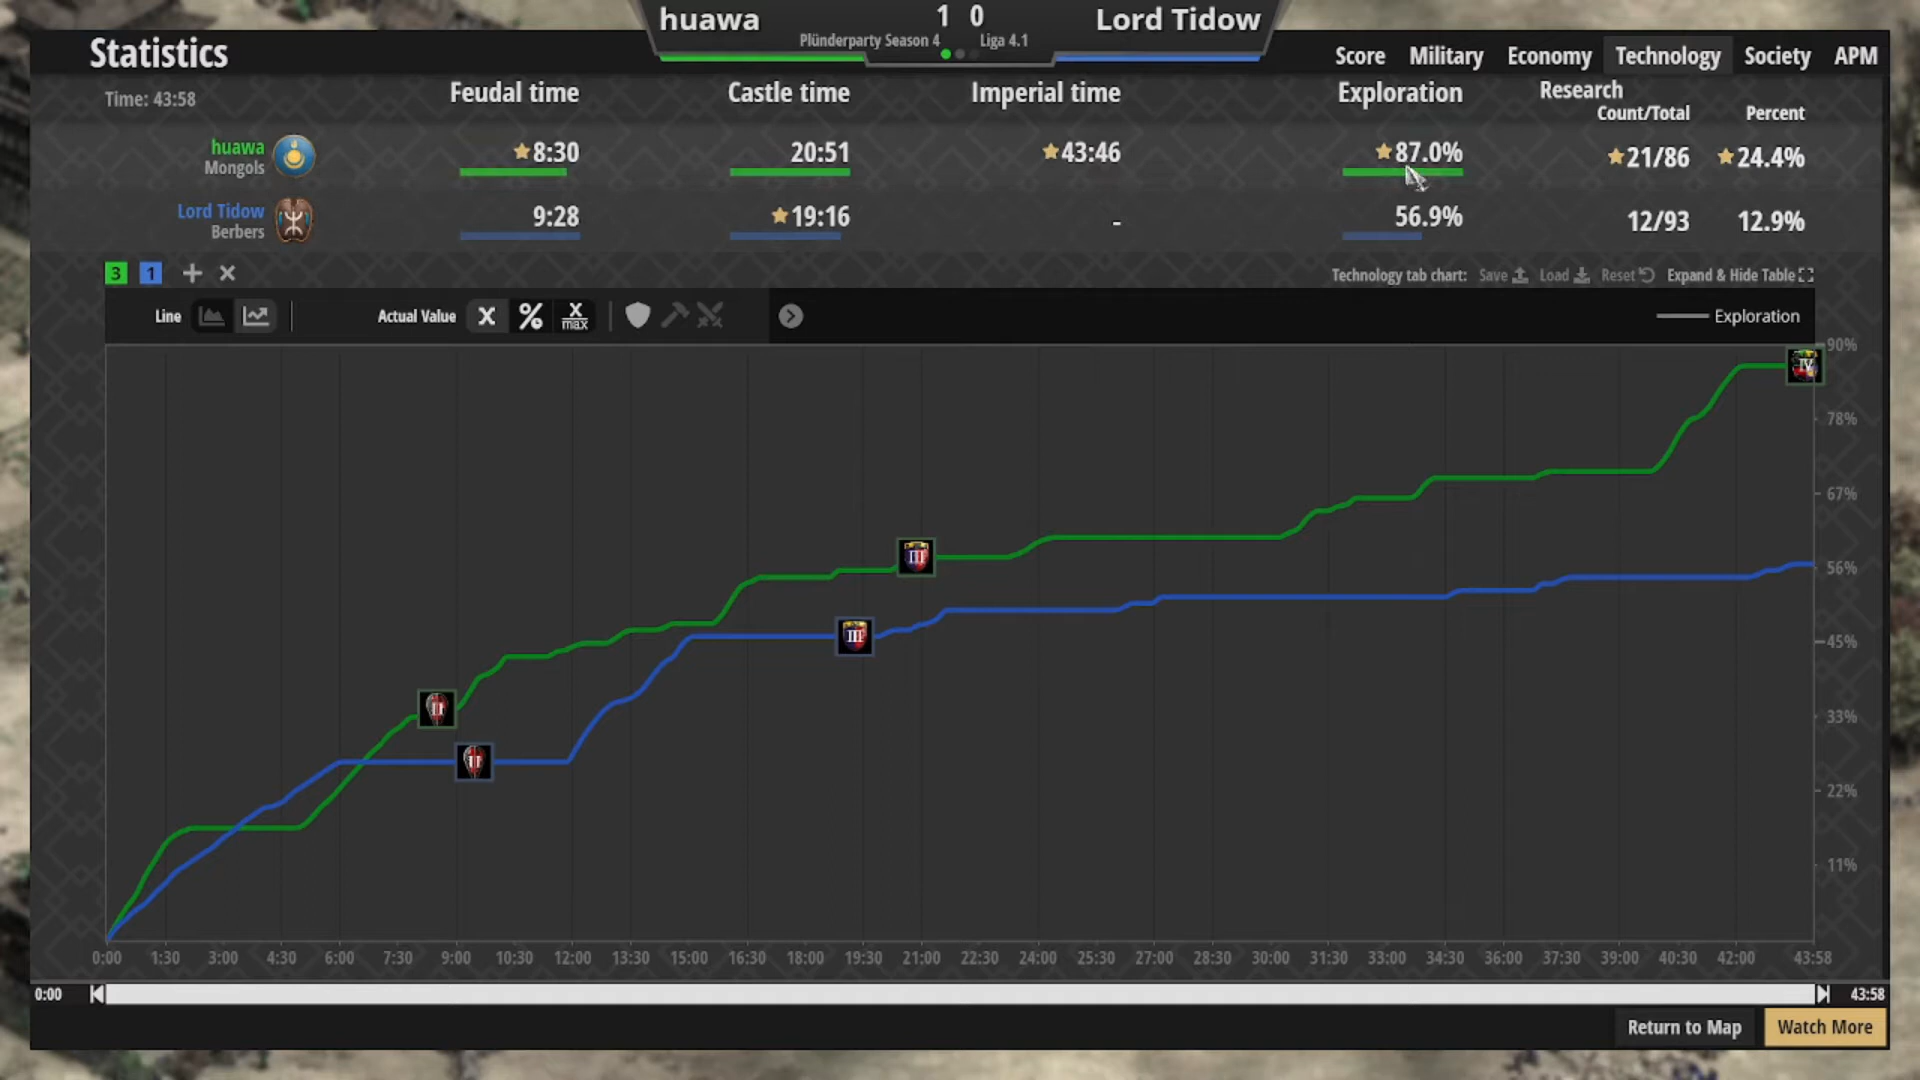 huawa 1 0 Lord Tidow
Plünderparty Season 4 Liga 4.1
Statistics
Score Military Economy Technology Society APM
Time: 43:58
Feudal time Castle time Imperial time Exploration Research
Count/Total Percent
huawa 8:30 20:51 43:46 87.0% 21/86 24.4%
Mongols
Lord Tidow 9:28 19:16 - 56.9% 12/93 12.9%
Berbers
3 1
Technology tab chart: Save Load Reset Expand & Hide Table
Line Actual Value X % X max
Exploration
90%
IV
78%
67%
III
56%
III
45%
II
33%
II
22%
11%
0:00 1:30 3:00 4:30 6:00 7:30 9:00 10:30 12:00 13:30 15:00 16:30 18:00 19:30 21:00 22:30 24:00 25:30 27:00 28:30 30:00 31:30 33:00 34:30 36:00 37:30 39:00 40:30 42:00 43:58
0:00 43:58
Return to Map Watch More